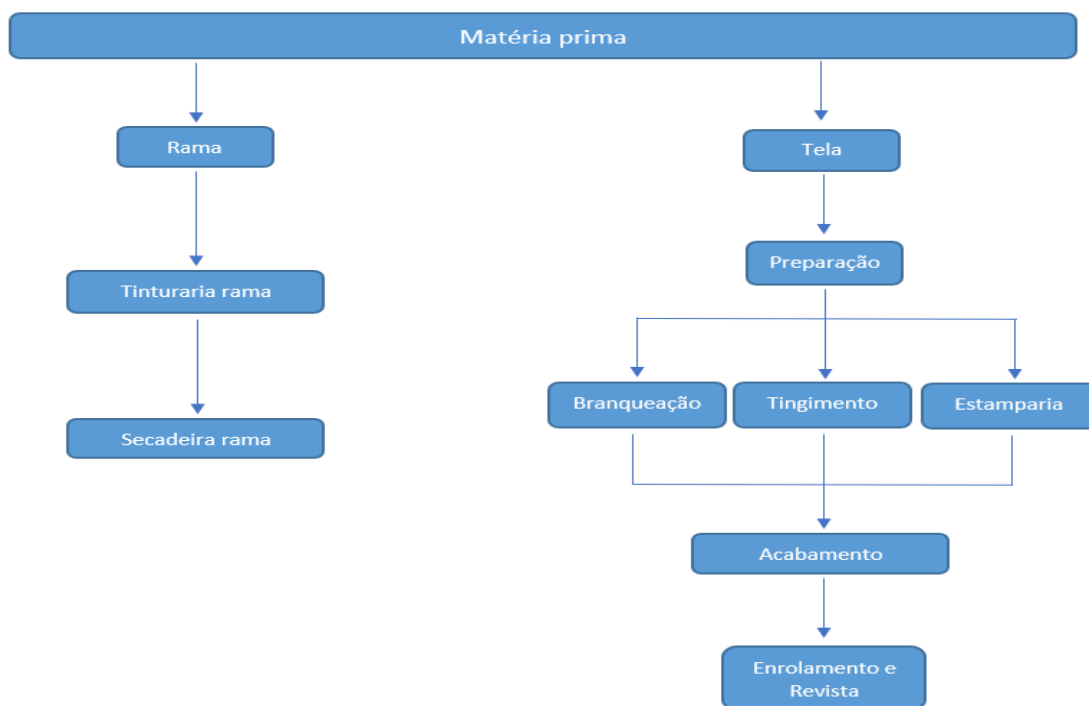 Matéria prima
Rama
Tela
Preparação
Tinturaria rama
Branqueação
Tingimento
Estamparia
Secadeira rama
Acabamento
Enrolamento e
Revista